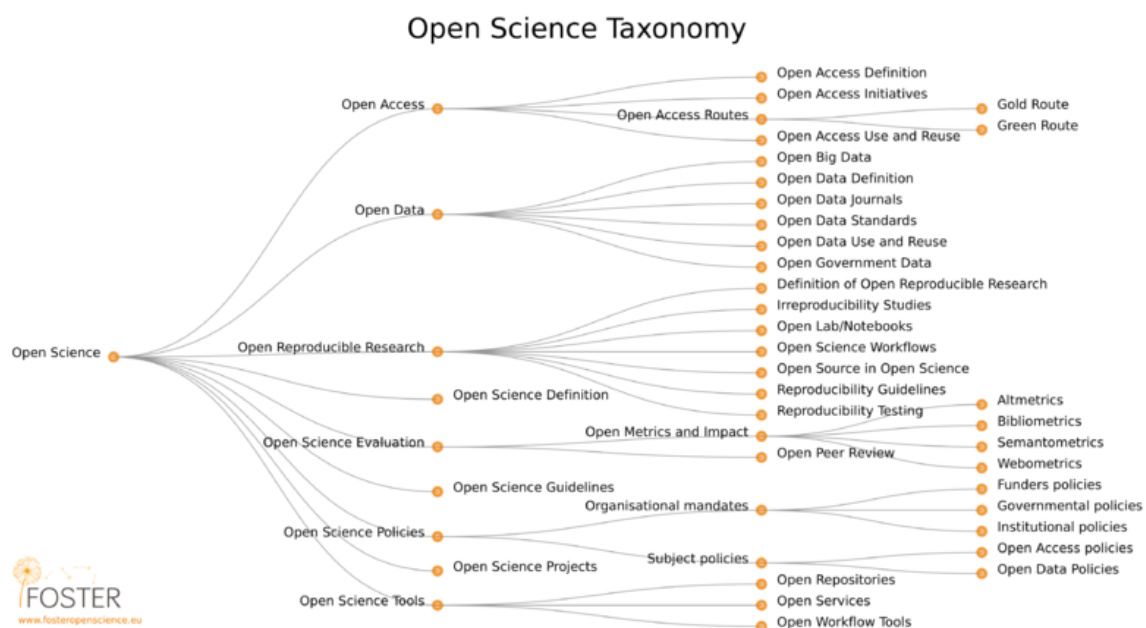 Open Science Taxonomy
Open Science
Open Access
Open Access Definition
Open Access Initiatives
Open Access Routes
Gold Route
Green Route
Open Access Use and Reuse
Open Data
Open Big Data
Open Data Definition
Open Data Journals
Open Data Standards
Open Data Use and Reuse
Open Government Data
Open Reproducible Research
Definition of Open Reproducible Research
Irreproducibility Studies
Open Lab/Notebooks
Open Science Workflows
Open Source in Open Science
Reproducibility Guidelines
Reproducibility Testing
Open Science Definition
Open Science Evaluation
Open Metrics and Impact
Altmetrics
Bibliometrics
Semantometrics
Webometrics
Open Peer Review
Open Science Guidelines
Open Science Policies
Organisational mandates
Funders policies
Governmental policies
Institutional policies
Subject policies
Open Access policies
Open Data Policies
Open Science Projects
Open Science Tools
Open Repositories
Open Services
Open Workflow Tools
FOSTER
www.fosteropenscience.eu